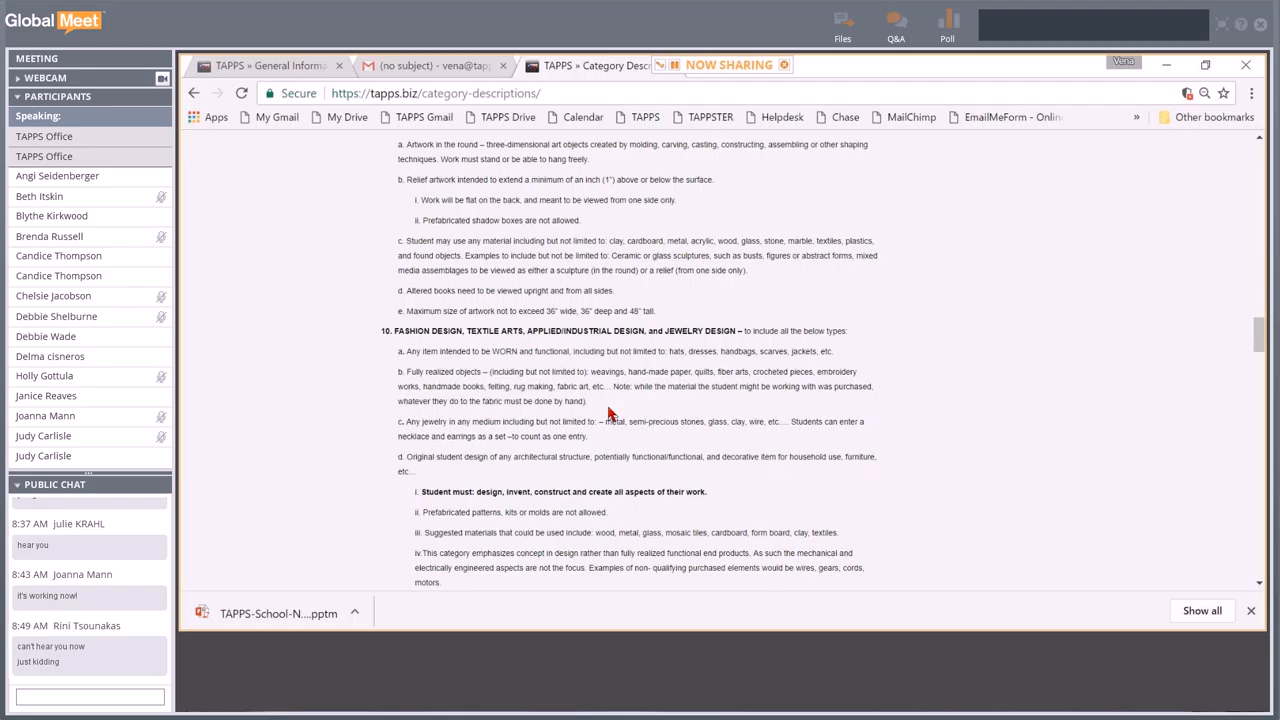 Global Meet
Files
Q&A
Poll
MEETING
WEBCAM
PARTICIPANTS
Speaking:
TAPPS Office
TAPPS Office
Angi Seidenberger
Beth Itskin
Blythe Kirkwood
Brenda Russell
Candice Thompson
Candice Thompson
Chelsie Jacobson
Debbie Shelburne
Debbie Wade
Delma cisneros
Holly Gottula
Janice Reaves
Joanna Mann
Judy Carlisle
Judy Carlisle
PUBLIC CHAT
8:37 AM julie KRAHL
hear you
8:43 AM Joanna Mann
it's working now!
8:49 AM Rini Tsounakas
can't hear you now
just kidding
TAPPS » General Informa
(no subject) - vena@tapp
TAPPS » Category Desc
NOW SHARING
Vena
Secure
https://tapps.biz/category-descriptions/
Apps
My Gmail
My Drive
TAPPS Gmail
TAPPS Drive
Calendar
TAPPS
TAPPSTER
Helpdesk
Chase
MailChimp
EmailMeForm - Onlin
»
Other bookmarks
a. Artwork in the round – three-dimensional art objects created by molding, carving, casting, constructing, assembling or other shaping
techniques. Work must stand or be able to hang freely.
b. Relief artwork intended to extend a minimum of an inch (1") above or below the surface.
i. Work will be flat on the back, and meant to be viewed from one side only.
ii. Prefabricated shadow boxes are not allowed.
c. Student may use any material including but not limited to: clay, cardboard, metal, acrylic, wood, glass, stone, marble, textiles, plastics,
and found objects. Examples to include but not be limited to: Ceramic or glass sculptures, such as busts, figures or abstract forms, mixed
media assemblages to be viewed as either a sculpture (in the round) or a relief (from one side only).
d. Altered books need to be viewed upright and from all sides.
e. Maximum size of artwork not to exceed 36" wide, 36" deep and 48" tall.
10. FASHION DESIGN, TEXTILE ARTS, APPLIED/INDUSTRIAL DESIGN, and JEWELRY DESIGN – to include all the below types:
a. Any item intended to be WORN and functional, including but not limited to: hats, dresses, handbags, scarves, jackets, etc.
b. Fully realized objects – (including but not limited to): weavings, hand-made paper, quilts, fiber arts, crocheted pieces, embroidery
works, handmade books, felting, rug making, fabric art, etc... Note: while the material the student might be working with was purchased,
whatever they do to the fabric must be done by hand).
c. Any jewelry in any medium including but not limited to: – metal, semi-precious stones, glass, clay, wire, etc.... Students can enter a
necklace and earrings as a set –to count as one entry.
d. Original student design of any architectural structure, potentially functional/functional, and decorative item for household use, furniture,
etc...
i. Student must: design, invent, construct and create all aspects of their work.
ii. Prefabricated patterns, kits or molds are not allowed.
iii. Suggested materials that could be used include: wood, metal, glass, mosaic tiles, cardboard, form board, clay, textiles.
iv.This category emphasizes concept in design rather than fully realized functional end products. As such the mechanical and
electrically engineered aspects are not the focus. Examples of non- qualifying purchased elements would be wires, gears, cords,
motors.
TAPPS-School-N....pptm
Show all